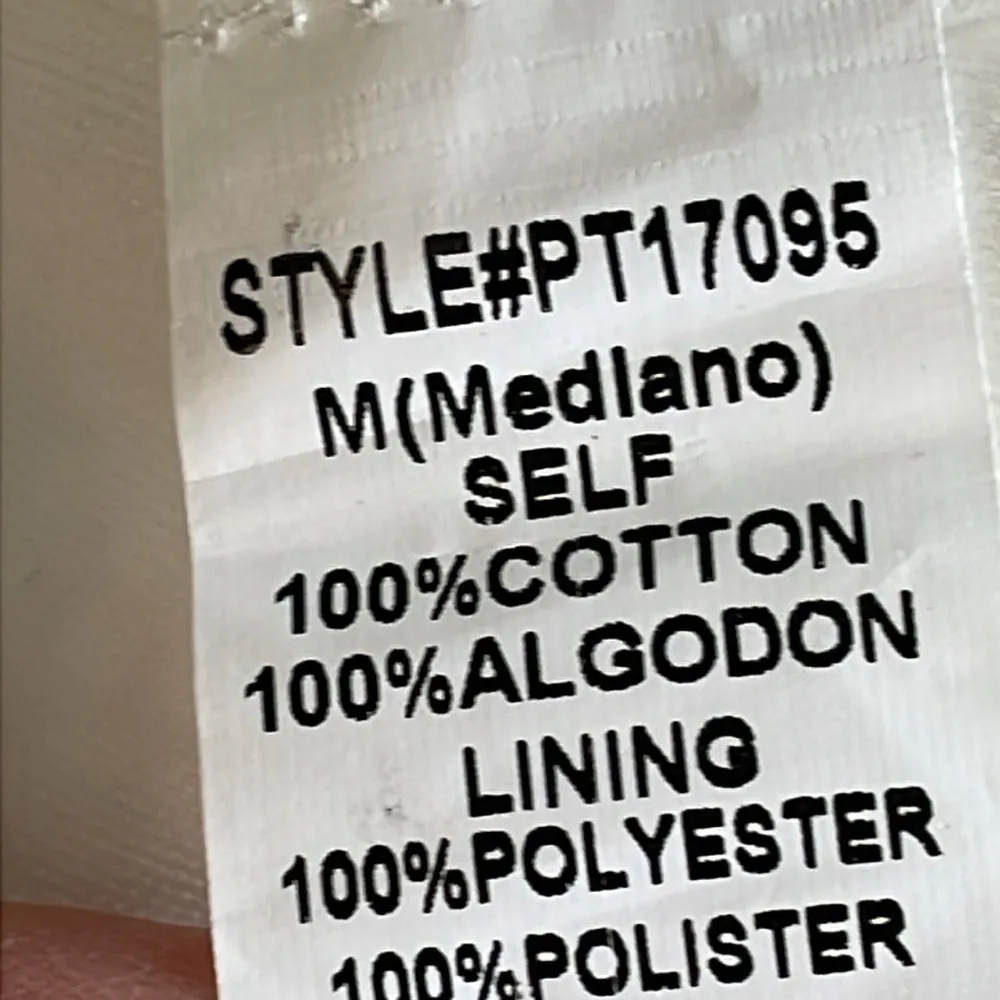 STYLE#PT17095
M(Medlano)
SELF
100%COTTON
100%ALGODON
LINING
100%POLYESTER
100%POLISTER